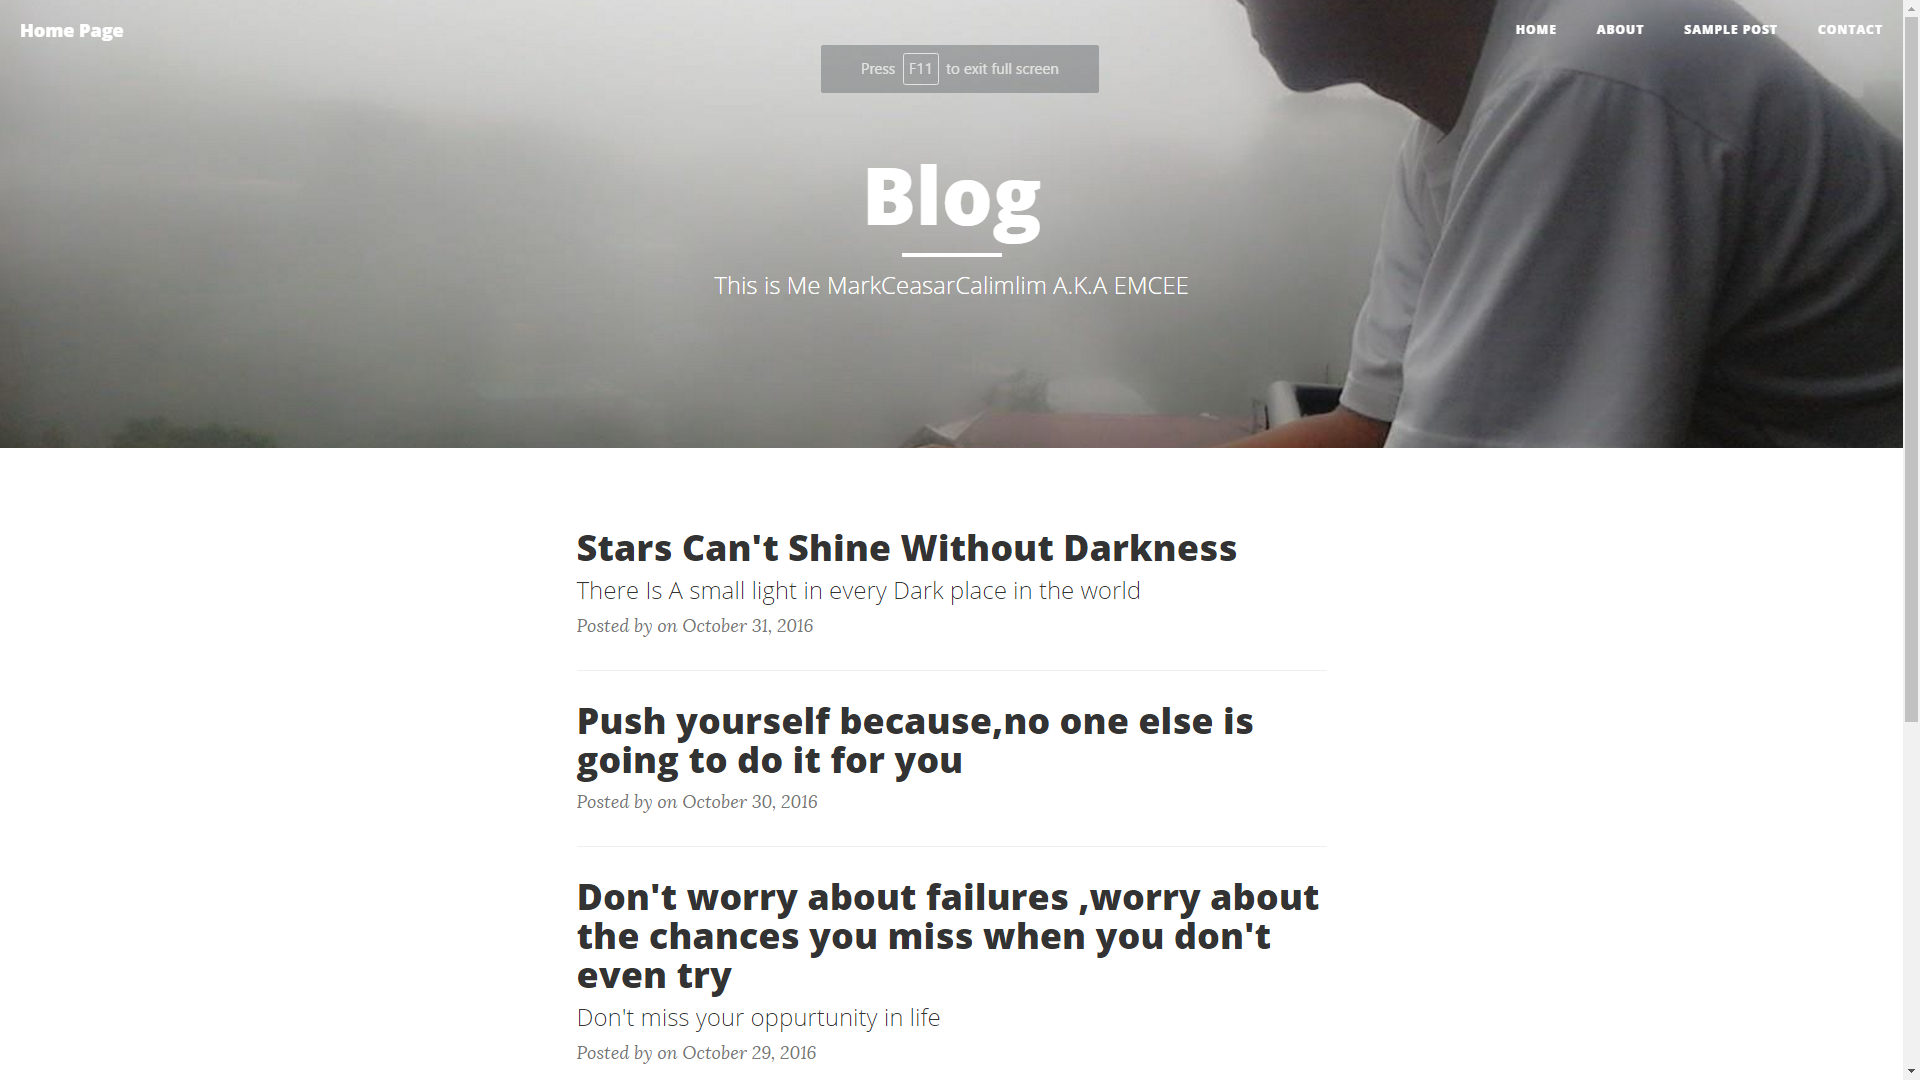 Home Page
HOME ABOUT SAMPLE POST CONTACT
Press F11 to exit full screen
Blog
This is Me MarkCeasarCalimlim A.K.A EMCEE
Stars Can't Shine Without Darkness
There Is A small light in every Dark place in the world
Posted by on October 31, 2016
Push yourself because,no one else is
going to do it for you
Posted by on October 30, 2016
Don't worry about failures ,worry about
the chances you miss when you don't
even try
Don't miss your oppurtunity in life
Posted by on October 29, 2016